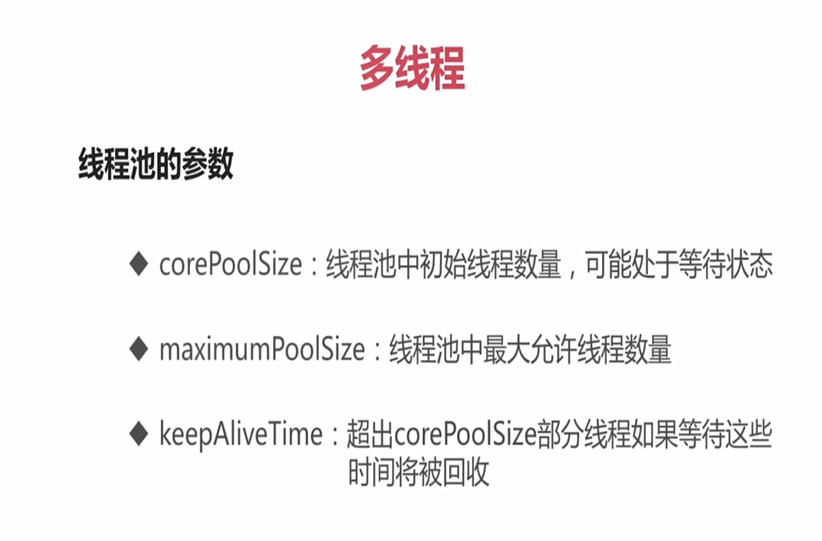 多线程
线程池的参数
◆ corePoolSize：线程池中初始线程数量，可能处于等待状态
◆ maximumPoolSize：线程池中最大允许线程数量
◆ keepAliveTime：超出corePoolSize部分线程如果等待这些
时间将被回收